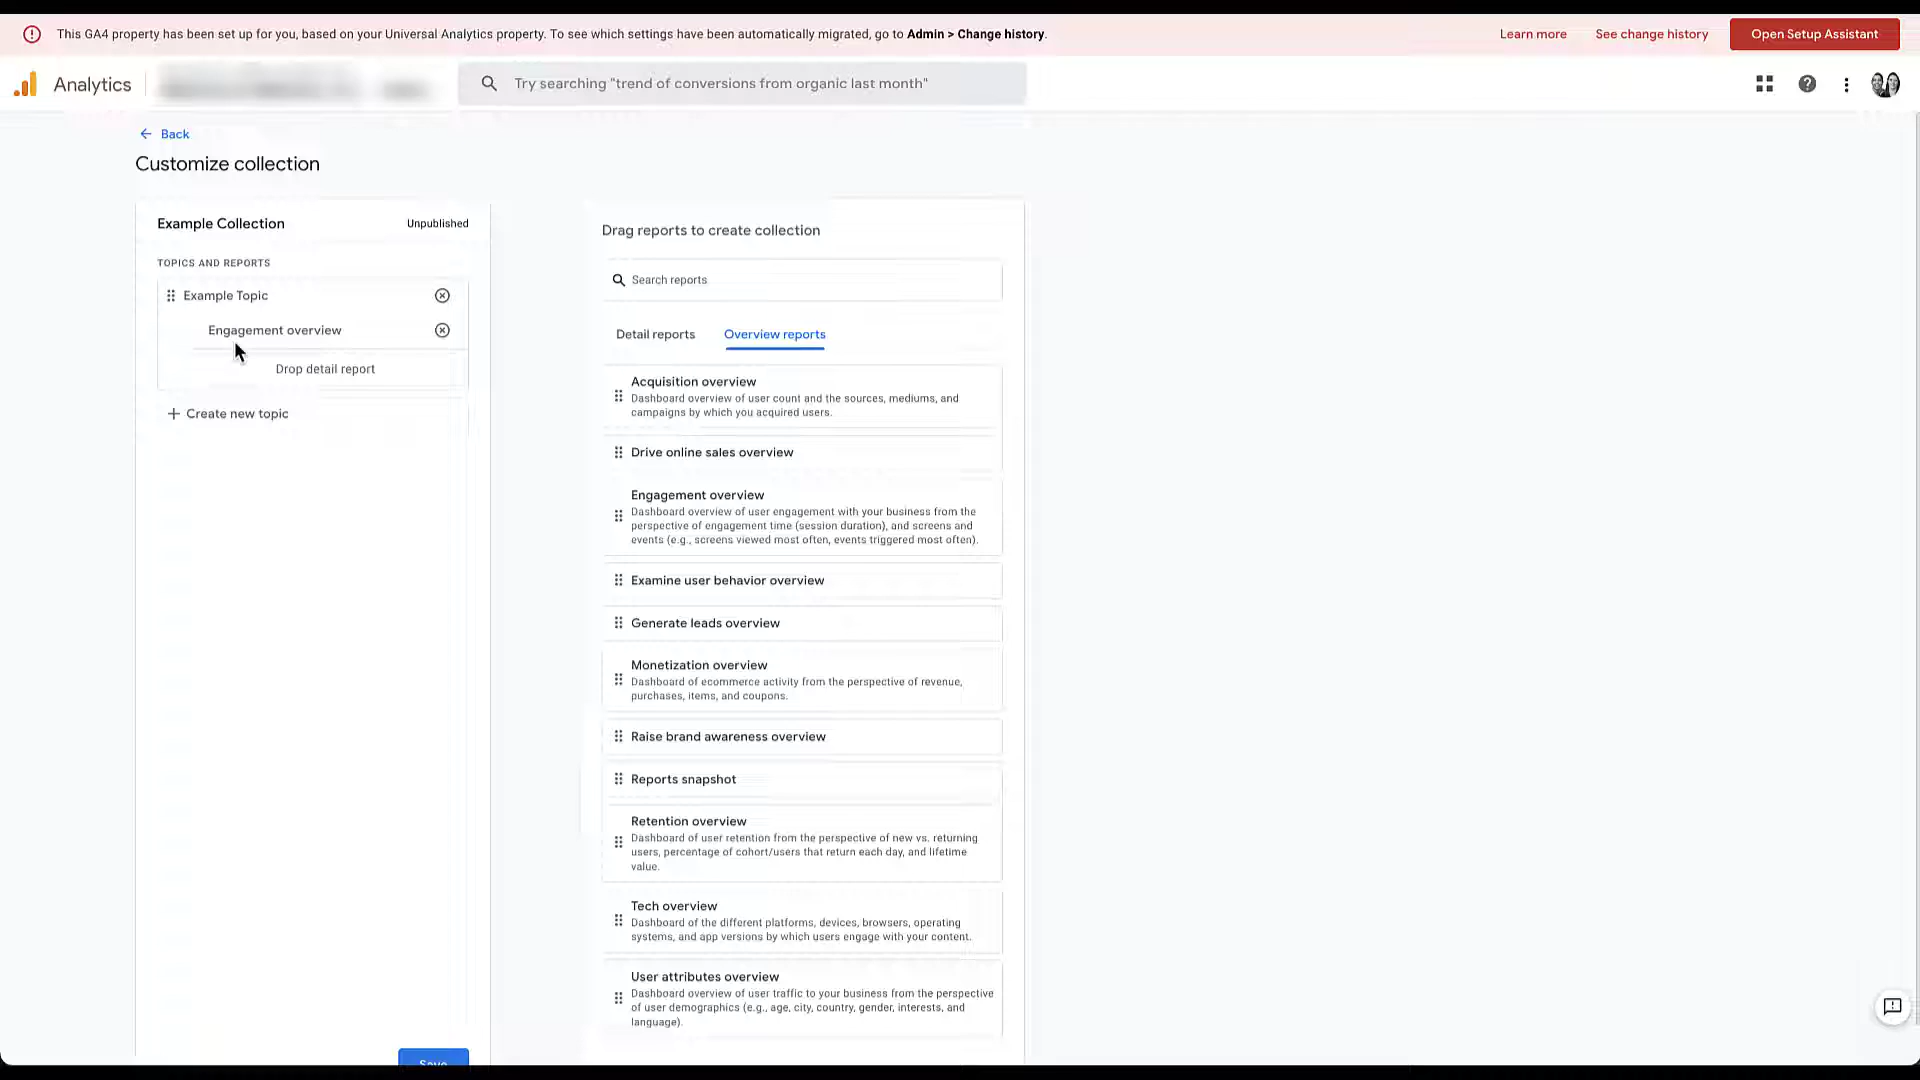 This GA4 property has been set up for you, based on your Universal Analytics property. To see which settings have been automatically migrated, go to Admin > Change history.
Learn more
See change history
Open Setup Assistant
Analytics
Try searching "trend of conversions from organic last month"
Back
Customize collection
Example Collection
Unpublished
TOPICS AND REPORTS
Example Topic
Engagement overview
Drop detail report
Create new topic
Save
Drag reports to create collection
Search reports
Detail reports
Overview reports
Acquisition overview
Dashboard overview of user count and the sources, mediums, and
campaigns by which you acquired users.
Drive online sales overview
Engagement overview
Dashboard overview of user engagement with your business from the
perspective of engagement time (session duration), and screens and
events (e.g., screens viewed most often, events triggered most often).
Examine user behavior overview
Generate leads overview
Monetization overview
Dashboard of ecommerce activity from the perspective of revenue,
purchases, items, and coupons.
Raise brand awareness overview
Reports snapshot
Retention overview
Dashboard of user retention from the perspective of new vs. returning
users, percentage of cohort/users that return each day, and lifetime
value.
Tech overview
Dashboard of the different platforms, devices, browsers, operating
systems, and app versions by which users engage with your content.
User attributes overview
Dashboard overview of user traffic to your business from the perspective
of user demographics (e.g., age, city, country, gender, interests, and
language).